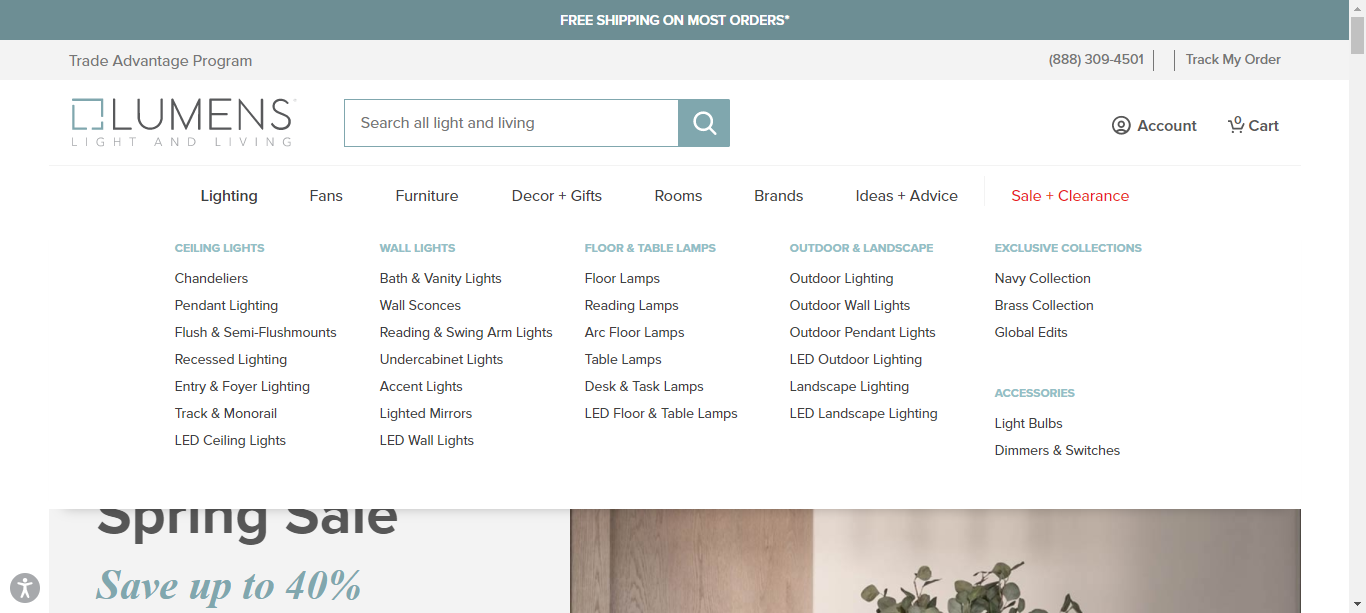 FREE SHIPPING ON MOST ORDERS*
Trade Advantage Program
(888) 309-4501
Track My Order
LUMENS
LIGHT AND LIVING
Search all light and living
Account
0
Cart
Lighting
Fans
Furniture
Decor + Gifts
Rooms
Brands
Ideas + Advice
Sale + Clearance
CEILING LIGHTS
Chandeliers
Pendant Lighting
Flush & Semi-Flushmounts
Recessed Lighting
Entry & Foyer Lighting
Track & Monorail
LED Ceiling Lights
WALL LIGHTS
Bath & Vanity Lights
Wall Sconces
Reading & Swing Arm Lights
Undercabinet Lights
Accent Lights
Lighted Mirrors
LED Wall Lights
FLOOR & TABLE LAMPS
Floor Lamps
Reading Lamps
Arc Floor Lamps
Table Lamps
Desk & Task Lamps
LED Floor & Table Lamps
OUTDOOR & LANDSCAPE
Outdoor Lighting
Outdoor Wall Lights
Outdoor Pendant Lights
LED Outdoor Lighting
Landscape Lighting
LED Landscape Lighting
EXCLUSIVE COLLECTIONS
Navy Collection
Brass Collection
Global Edits
ACCESSORIES
Light Bulbs
Dimmers & Switches
Spring Sale
Save up to 40%